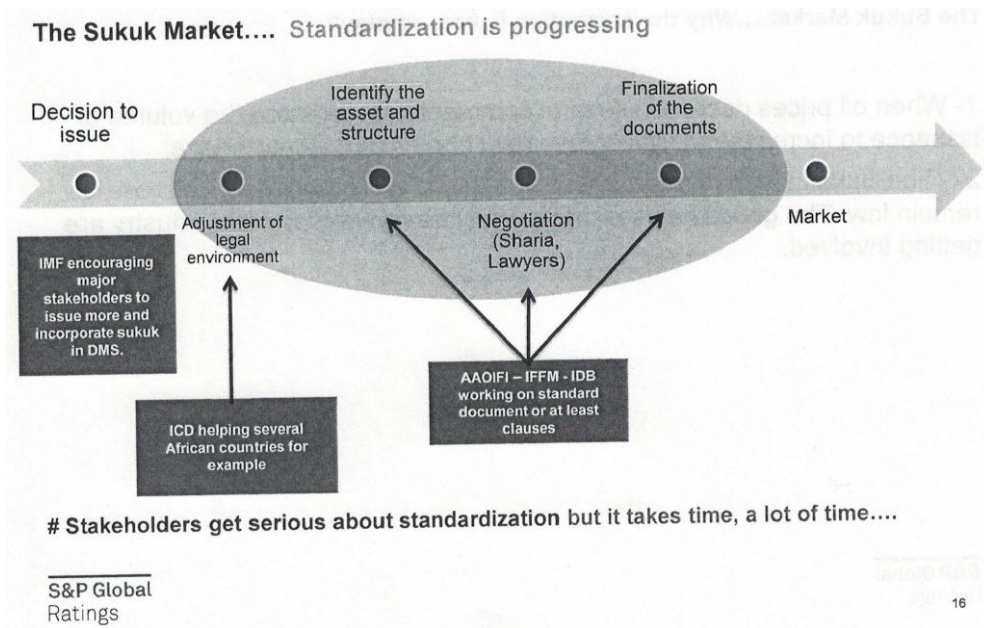 The Sukuk Market.... Standardization is progressing
Decision to
issue
Identify the
asset and
structure
Finalization
of the
documents
Adjustment of
legal
environment
Negotiation
(Sharia,
Lawyers)
Market
IMF encouraging
major
stakeholders to
issue more and
incorporate sukuk
in DMS.
ICD helping several
African countries for
example
AAOIFI – IFFM - IDB
working on standard
document or at least
clauses
# Stakeholders get serious about standardization but it takes time, a lot of time....
S&P Global
Ratings
16